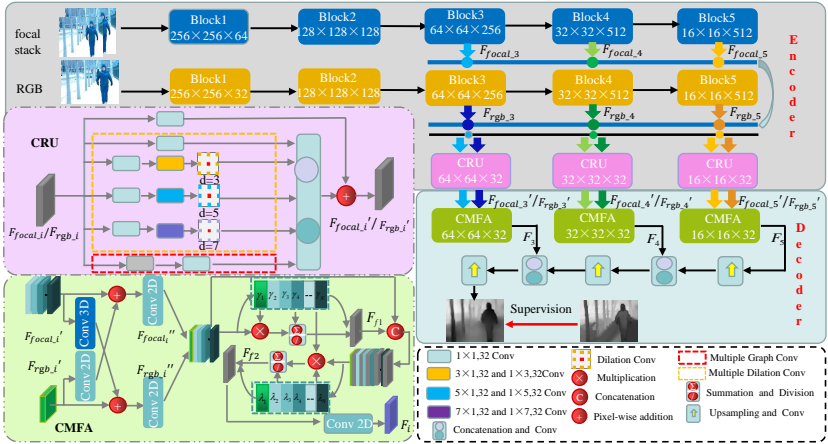 focal stack
Block1
256×256×64
Block2
128×128×128
Block3
64×64×256
Block4
32×32×512
Block5
16×16×512
F_focal_3
F_focal_4
F_focal_5
RGB
Block1
256×256×32
Block2
128×128×128
Block3
64×64×256
Block4
32×32×512
Block5
16×16×512
F_rgb_3
F_rgb_4
F_rgb_5
Encoder
CRU
64×64×32
CRU
32×32×32
CRU
16×16×32
CRU
d=3
d=5
d=7
F_focal_i/F_rgb_i
F_focal_i′/F_rgb_i′
F_focal_3′/F_rgb_3′
F_focal_4′/F_rgb_4′
F_focal_5′/F_rgb_5′
CMFA
64×64×32
CMFA
32×32×32
CMFA
16×16×32
F_3
F_4
F_5
Decoder
Supervision
F_focal_i′
F_rgb_i′
Conv 3D
Conv 2D
Conv 2D
Conv 2D
F_focal_i′′
F_rgb_i′′
γ_1 γ_2 γ_3 γ_4 --
F_f1
C
F_f2
λ_2
Conv 2D
F_i
CMFA
1×1,32 Conv
3×1,32 and 1×3,32Conv
5×1,32 and 1×5,32 Conv
7×1,32 and 1×7,32 Conv
Concatenation and Conv
Dilation Conv
Multiplication
C Concatenation
Pixel-wise addition
Multiple Graph Conv
Multiple Dilation Conv
Summation and Division
Upsampling and Conv